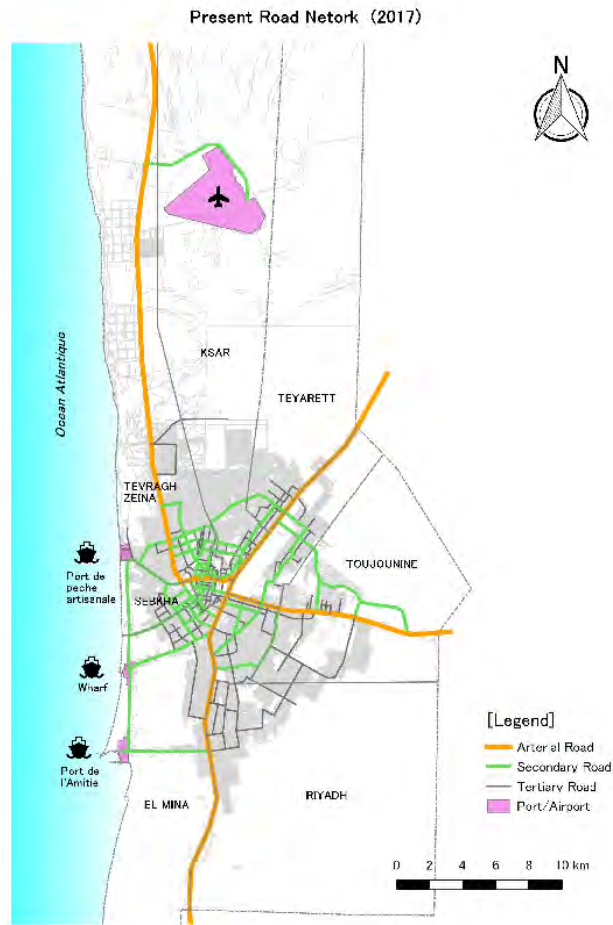 Present Road Netork (2017)
N
Ocean Atlantique
KSAR
TEYARETT
TEVRAGH
ZEINA
TOUJOUNINE
Port de
peche
artisanale
SEBKHA
Wharf
[Legend]
Arterial Road
Secondary Road
Tertiary Road
Port/Airport
Port de
l'Amitie
EL MINA
RIYADH
0 2 4 6 8 10 km